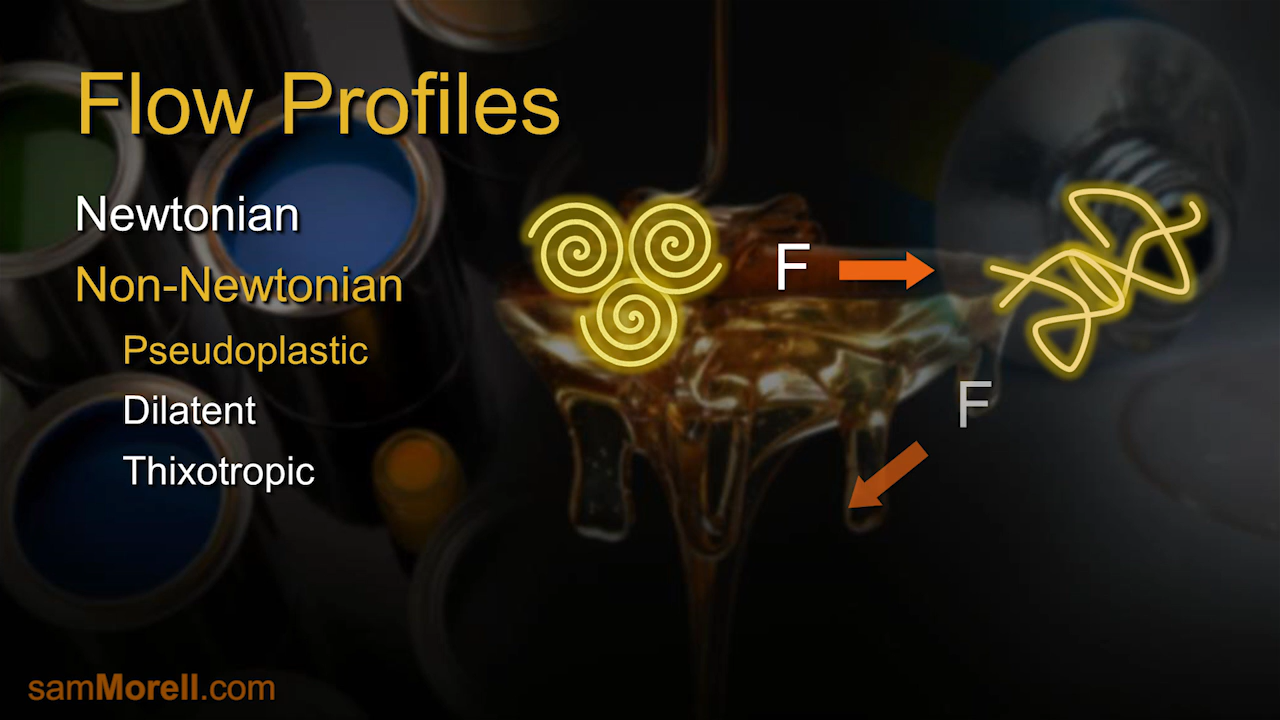 Flow Profiles
Newtonian
Non-Newtonian
Pseudoplastic
Dilatent
Thixotropic
F
F
samMorell.com